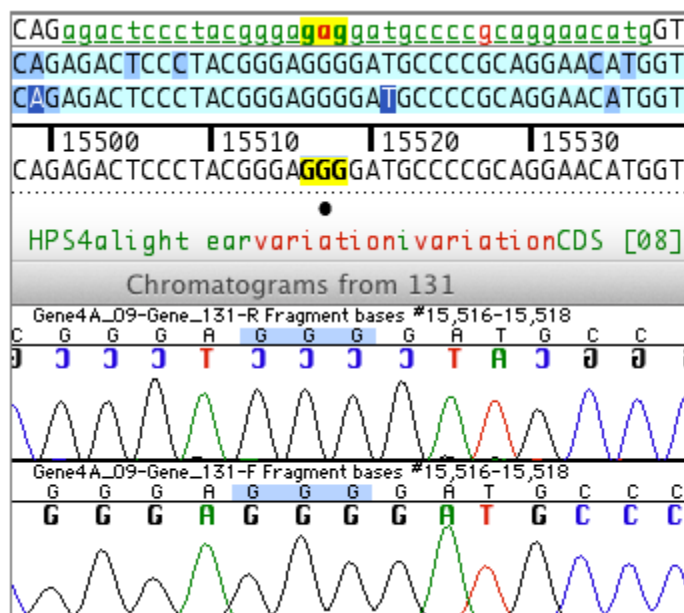 CAGagactccctacgggagaggatgccccgcaggaacatgGT
CAGAGACTCCCTACGGGAGGGGATGCCCCGCAGGAACATGGT
CAGAGACTCCCTACGGGAGGGGATGCCCCGCAGGAACATGGT
15500 15510 15520 15530
CAGAGACTCCCTACGGGAGGGGATGCCCCGCAGGAACATGGT
HPS4alight earvariationivariationCDS [08]
Chromatograms from 131
Gene4A_09-Gene_131-R Fragment bases #15,516-15,518
C G G G A G G G G A T G C C
C C C T C C C C T A C G G
Gene4A_09-Gene_131-F Fragment bases #15,516-15,518
G G G A G G G G A T G C C C
G G G A G G G G A T G C C C